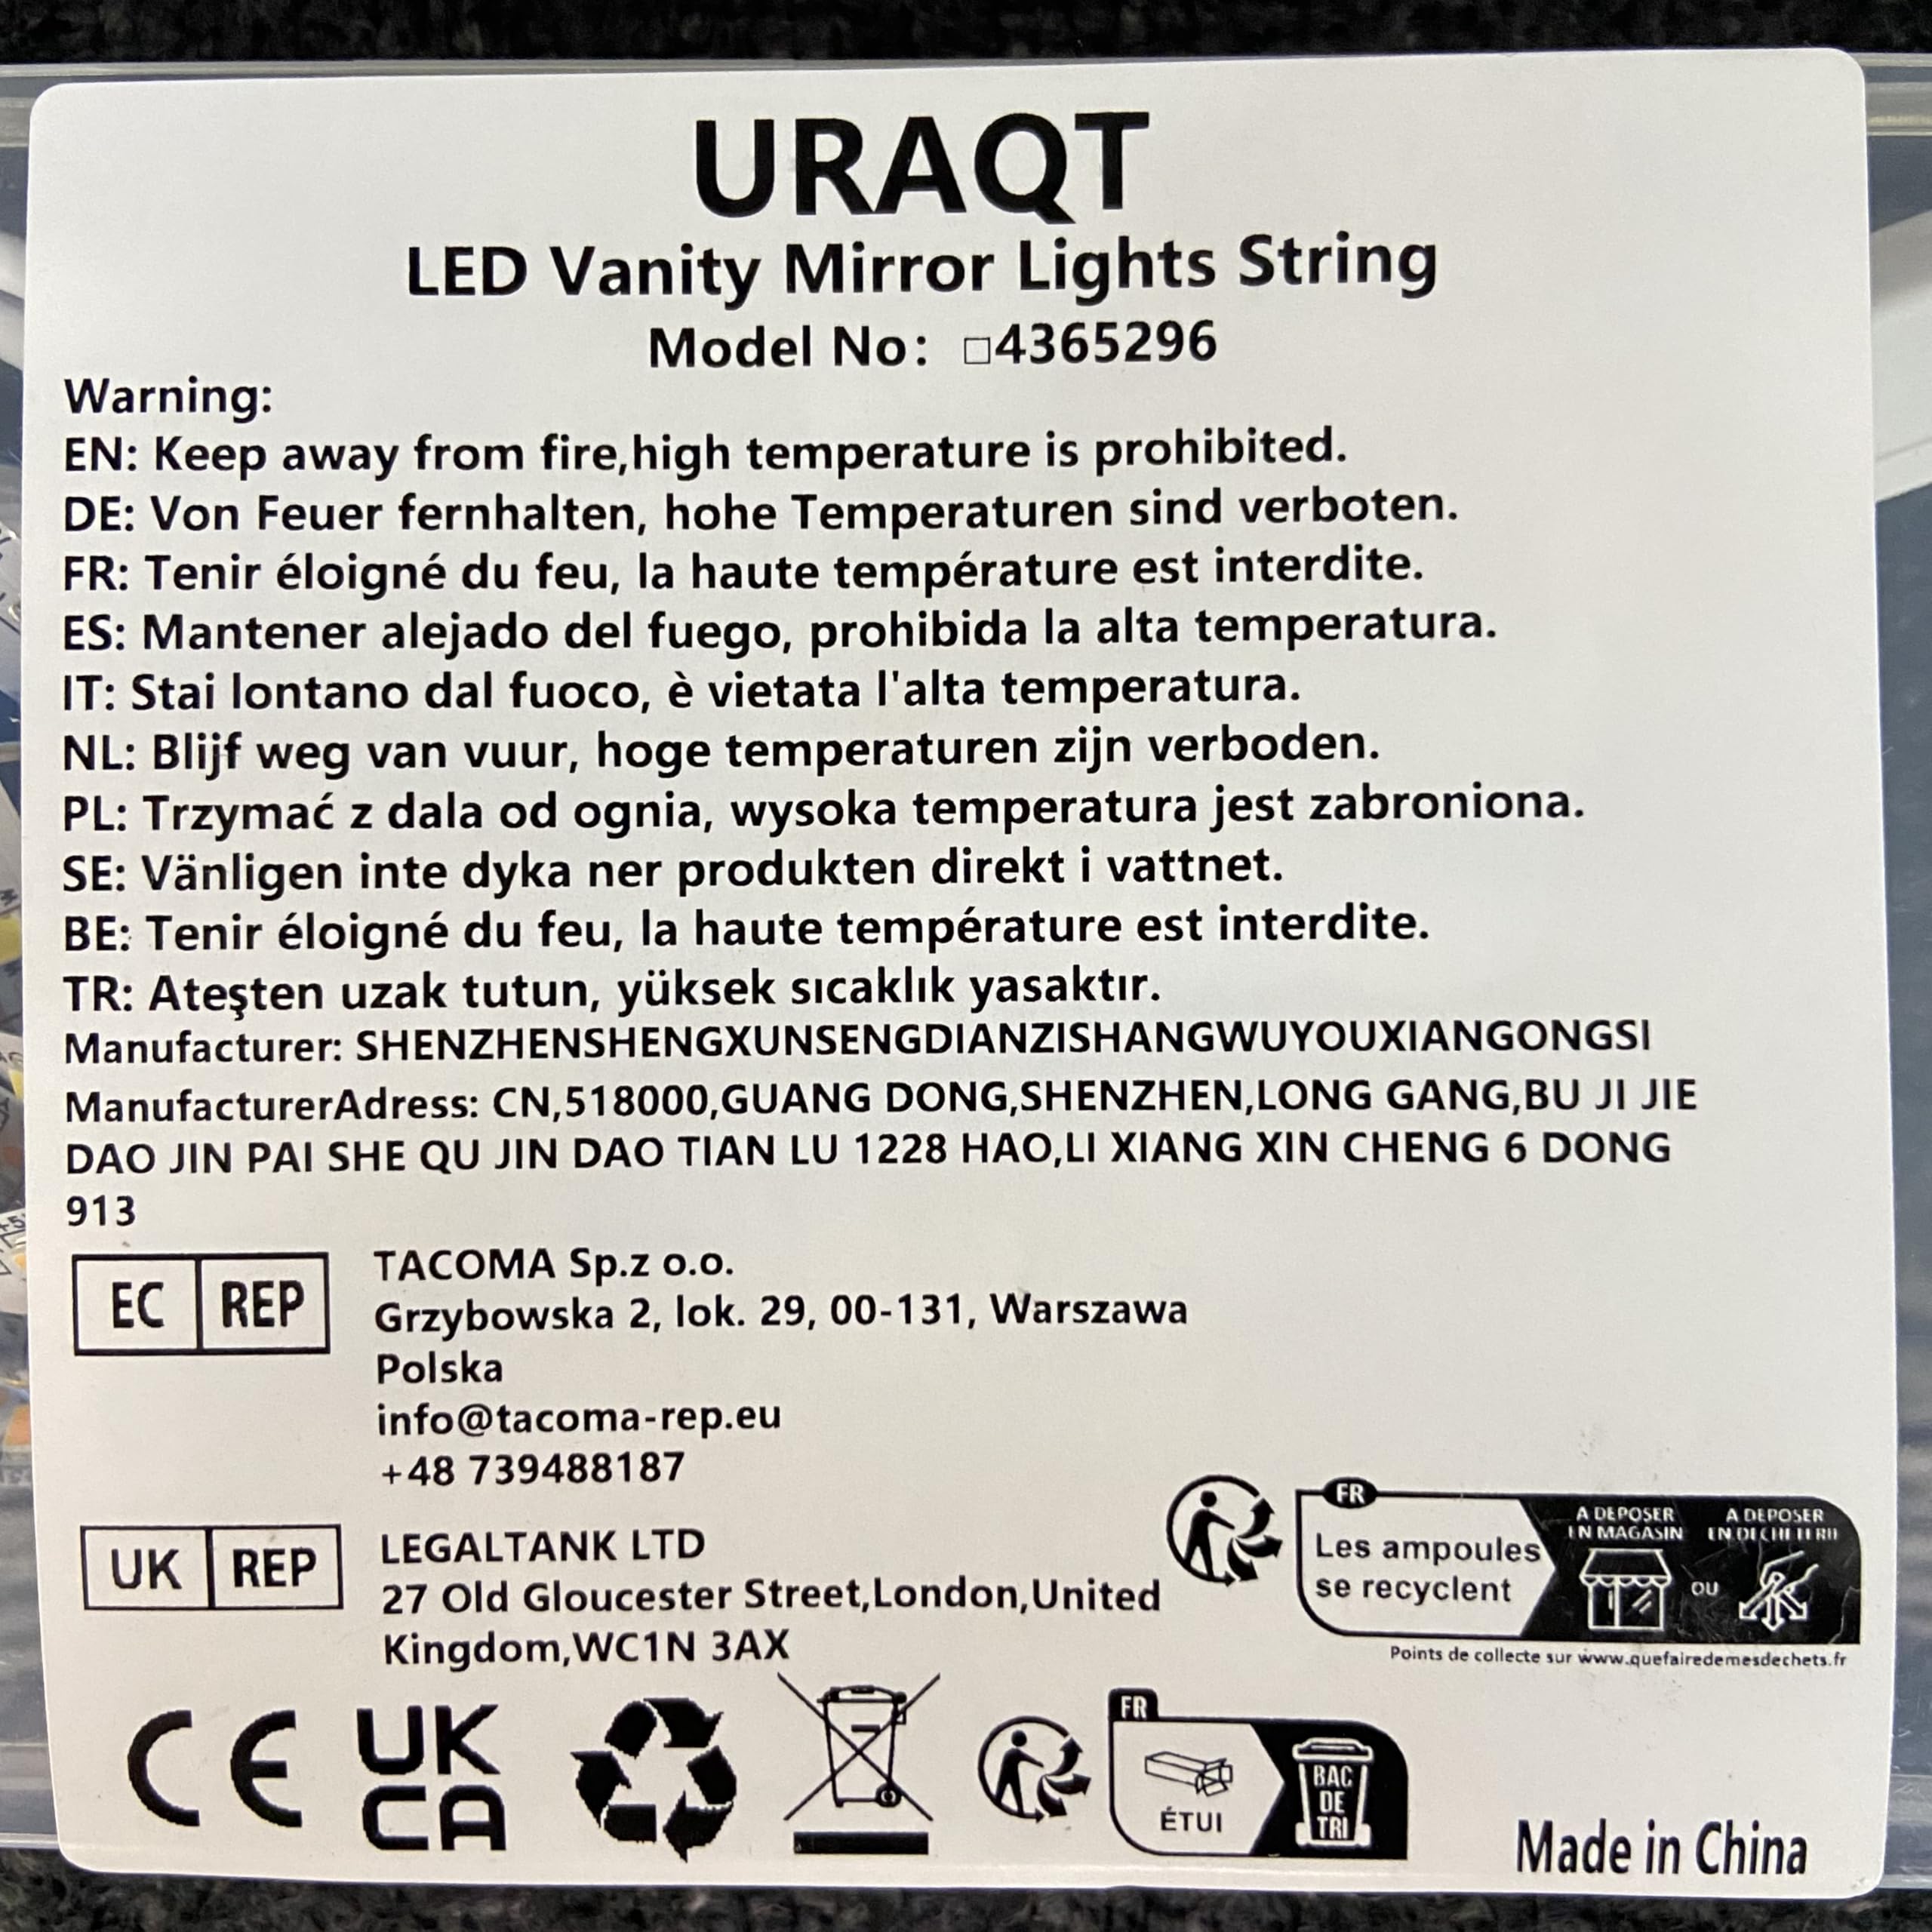 URAQT
LED Vanity Mirror Lights String
Model No: □4365296
Warning:
EN: Keep away from fire,high temperature is prohibited.
DE: Von Feuer fernhalten, hohe Temperaturen sind verboten.
FR: Tenir éloigné du feu, la haute température est interdite.
ES: Mantener alejado del fuego, prohibida la alta temperatura.
IT: Stai lontano dal fuoco, è vietata l'alta temperatura.
NL: Blijf weg van vuur, hoge temperaturen zijn verboden.
PL: Trzymać z dala od ognia, wysoka temperatura jest zabroniona.
SE: Vänligen inte dyka ner produkten direkt i vattnet.
BE: Tenir éloigné du feu, la haute température est interdite.
TR: Ateşten uzak tutun, yüksek sıcaklık yasaktır.
Manufacturer: SHENZHENSHENGXUNSENGDIANZISHANGWUYOUXIANGONGSI
ManufacturerAdress: CN,518000,GUANG DONG,SHENZHEN,LONG GANG,BU JI JIE
DAO JIN PAI SHE QU JIN DAO TIAN LU 1228 HAO,LI XIANG XIN CHENG 6 DONG
913
EC REP
TACOMA Sp.z o.o.
Grzybowska 2, lok. 29, 00-131, Warszawa
Polska
info@tacoma-rep.eu
+48 739488187
UK REP
LEGALTANK LTD
27 Old Gloucester Street,London,United
Kingdom,WC1N 3AX
FR
Les ampoules
se recyclent
A DEPOSER
EN MAGASIN
OU
A DEPOSER
EN DECHETERIE
Points de collecte sur www.quefairedemesdechets.fr
CE
UK
CA
FR
ÉTUI
BAC
DE
TRI
Made in China